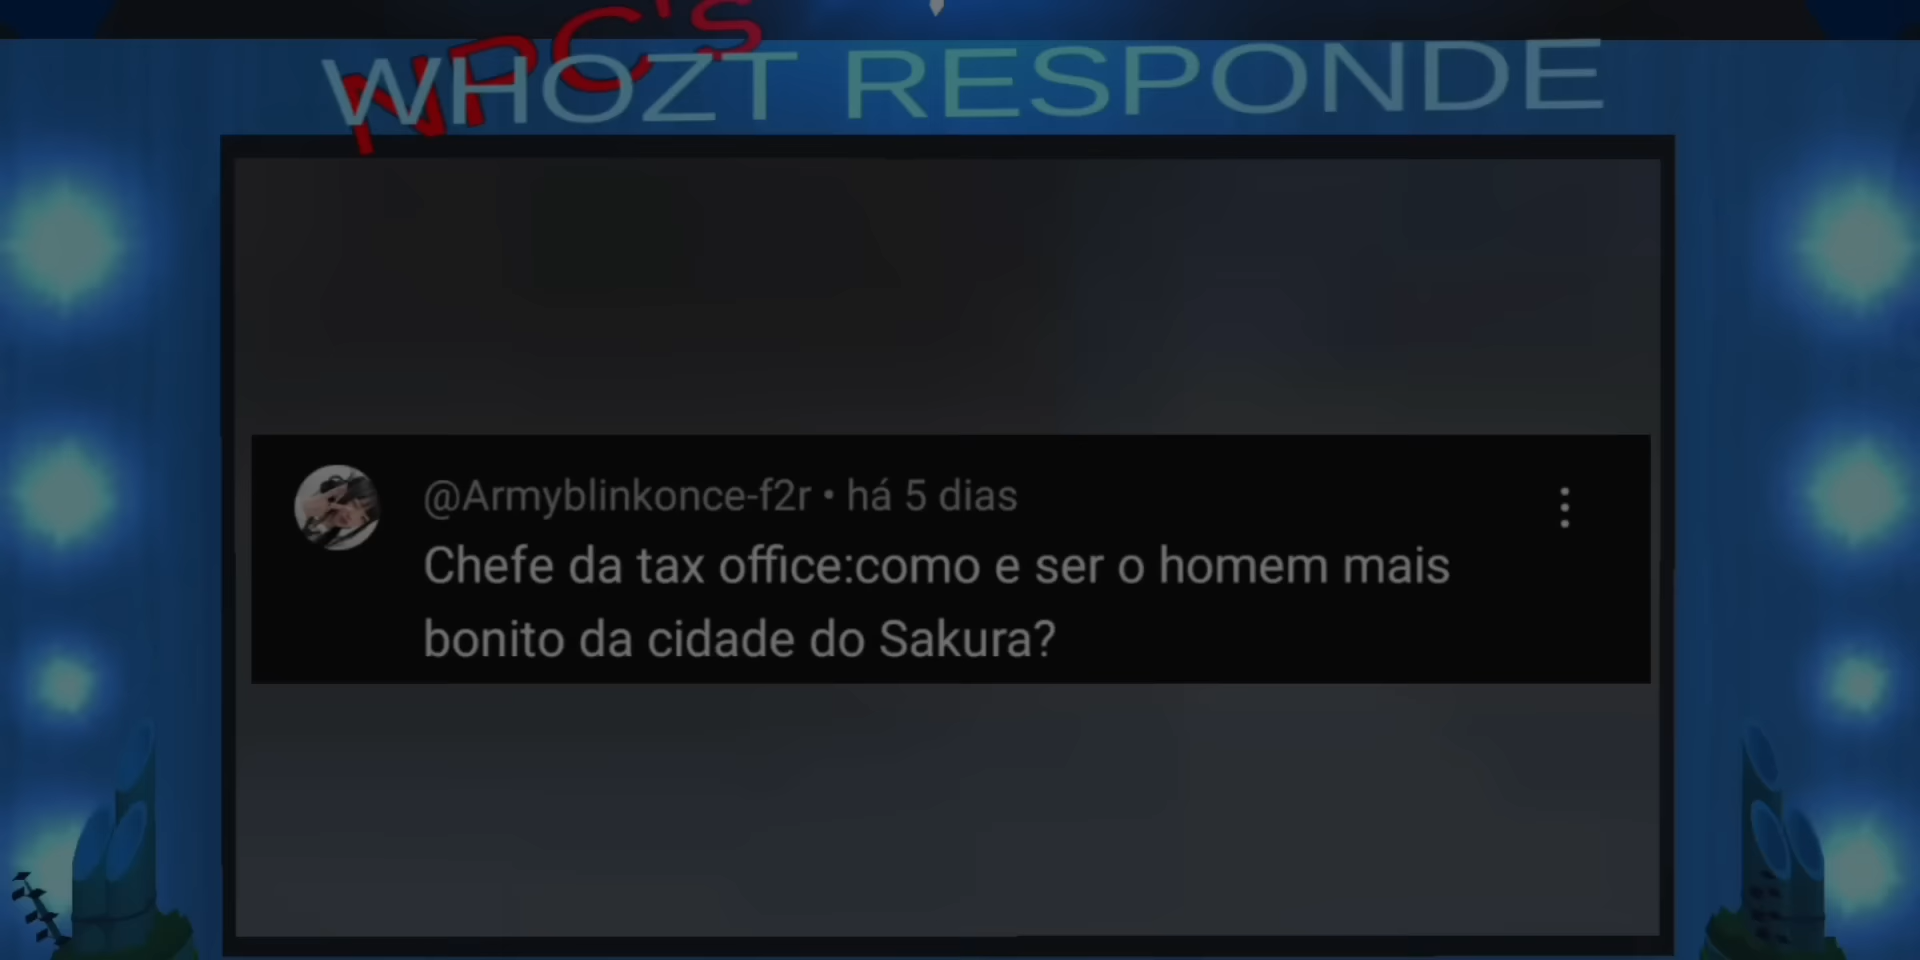 NPC's
WHOZT RESPONDE
@Armyblinkonce-f2r • há 5 dias
Chefe da tax office:como e ser o homem mais
bonito da cidade do Sakura?